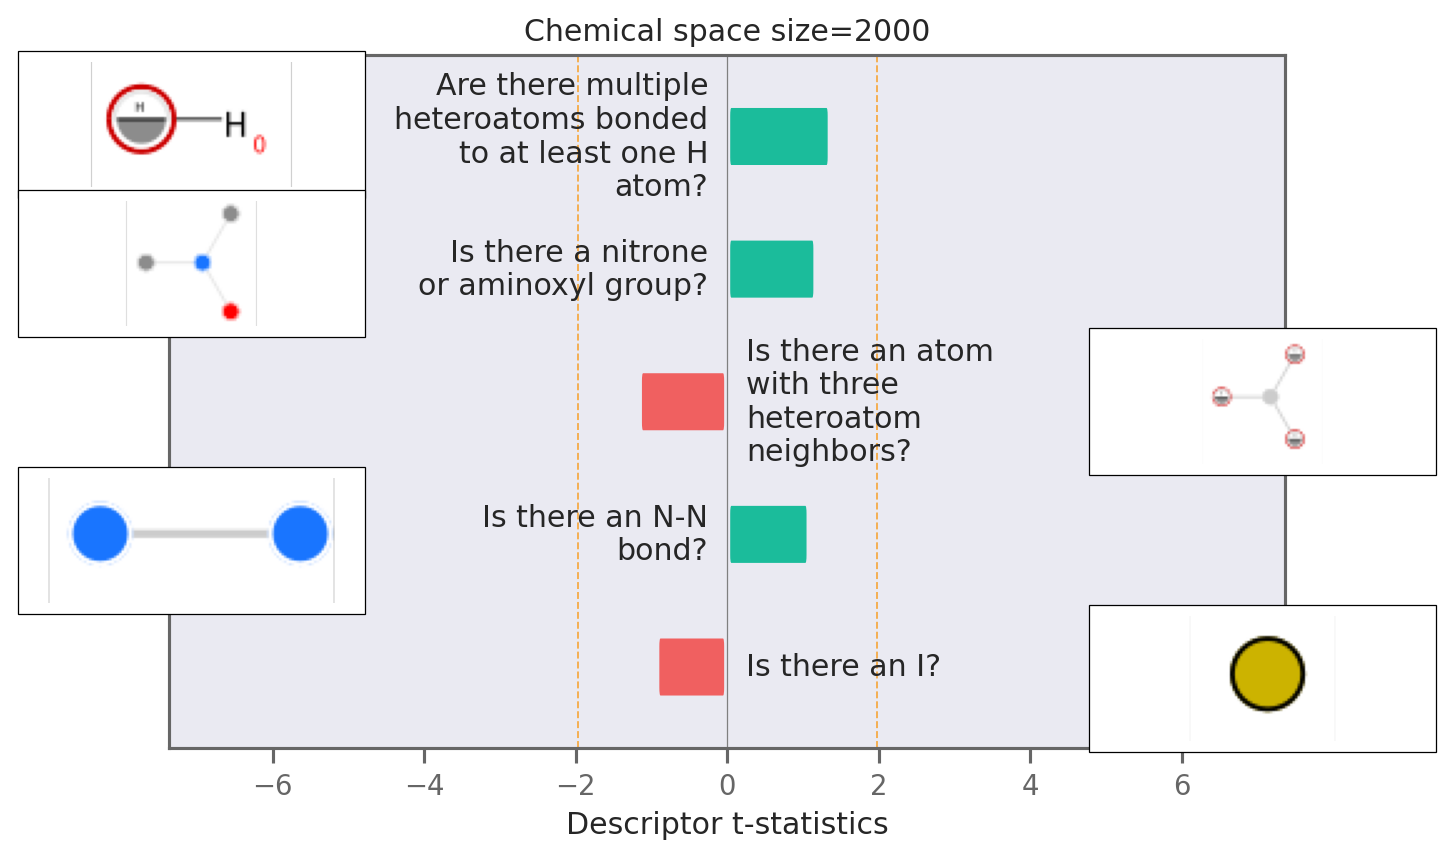 Chemical space size=2000
H
H
0
Are there multiple
heteroatoms bonded
to at least one H
atom?
Is there a nitrone
or aminoxyl group?
Is there an atom
with three
heteroatom
neighbors?
Is there an N-N
bond?
Is there an I?
−6 −4 −2 0 2 4 6
Descriptor t-statistics